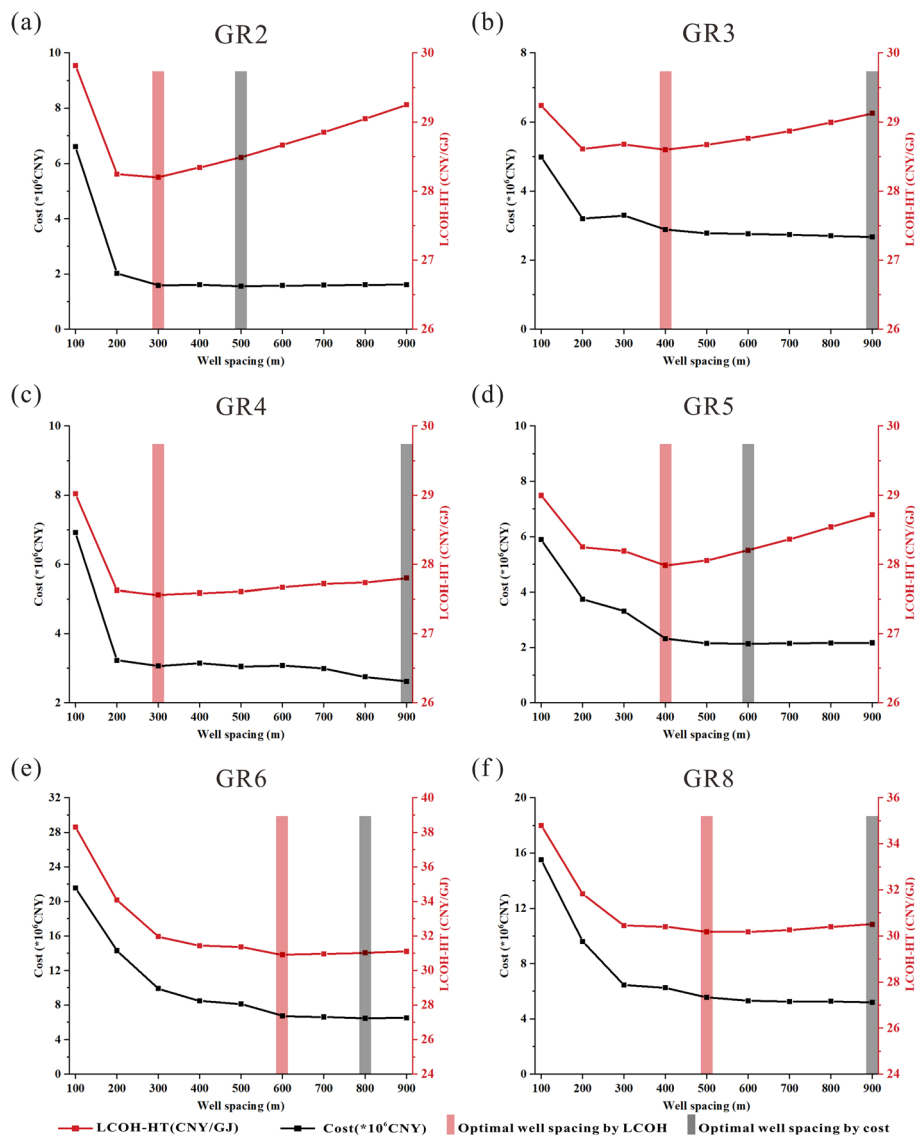 (a)
GR2
10
8
6
4
2
0
Cost (*10⁶CNY)
30
29
28
27
26
LCOH-HT (CNY/GJ)
100 200 300 400 500 600 700 800 900
Well spacing (m)
(b)
GR3
8
6
4
2
0
Cost (*10⁶CNY)
30
29
28
27
26
LCOH-HT (CNY/GJ)
100 200 300 400 500 600 700 800 900
Well spacing (m)
(c)
GR4
10
8
6
4
2
Cost (*10⁶CNY)
30
29
28
27
26
LCOH-HT (CNY/GJ)
100 200 300 400 500 600 700 800 900
Well spacing (m)
(d)
GR5
10
8
6
4
2
0
Cost (*10⁶CNY)
30
29
28
27
26
LCOH-HT (CNY/GJ)
100 200 300 400 500 600 700 800 900
Well spacing (m)
(e)
GR6
32
28
24
20
16
12
8
4
0
Cost (*10⁶CNY)
40
39
37
35
33
31
29
27
25
24
LCOH-HT (CNY/GJ)
100 200 300 400 500 600 700 800 900
Well spacing (m)
(f)
GR8
20
16
12
8
4
0
Cost (*10⁶CNY)
36
34
32
30
28
26
24
LCOH-HT (CNY/GJ)
100 200 300 400 500 600 700 800 900
Well spacing (m)
LCOH-HT(CNY/GJ) Cost(*10⁶CNY) Optimal well spacing by LCOH Optimal well spacing by cost